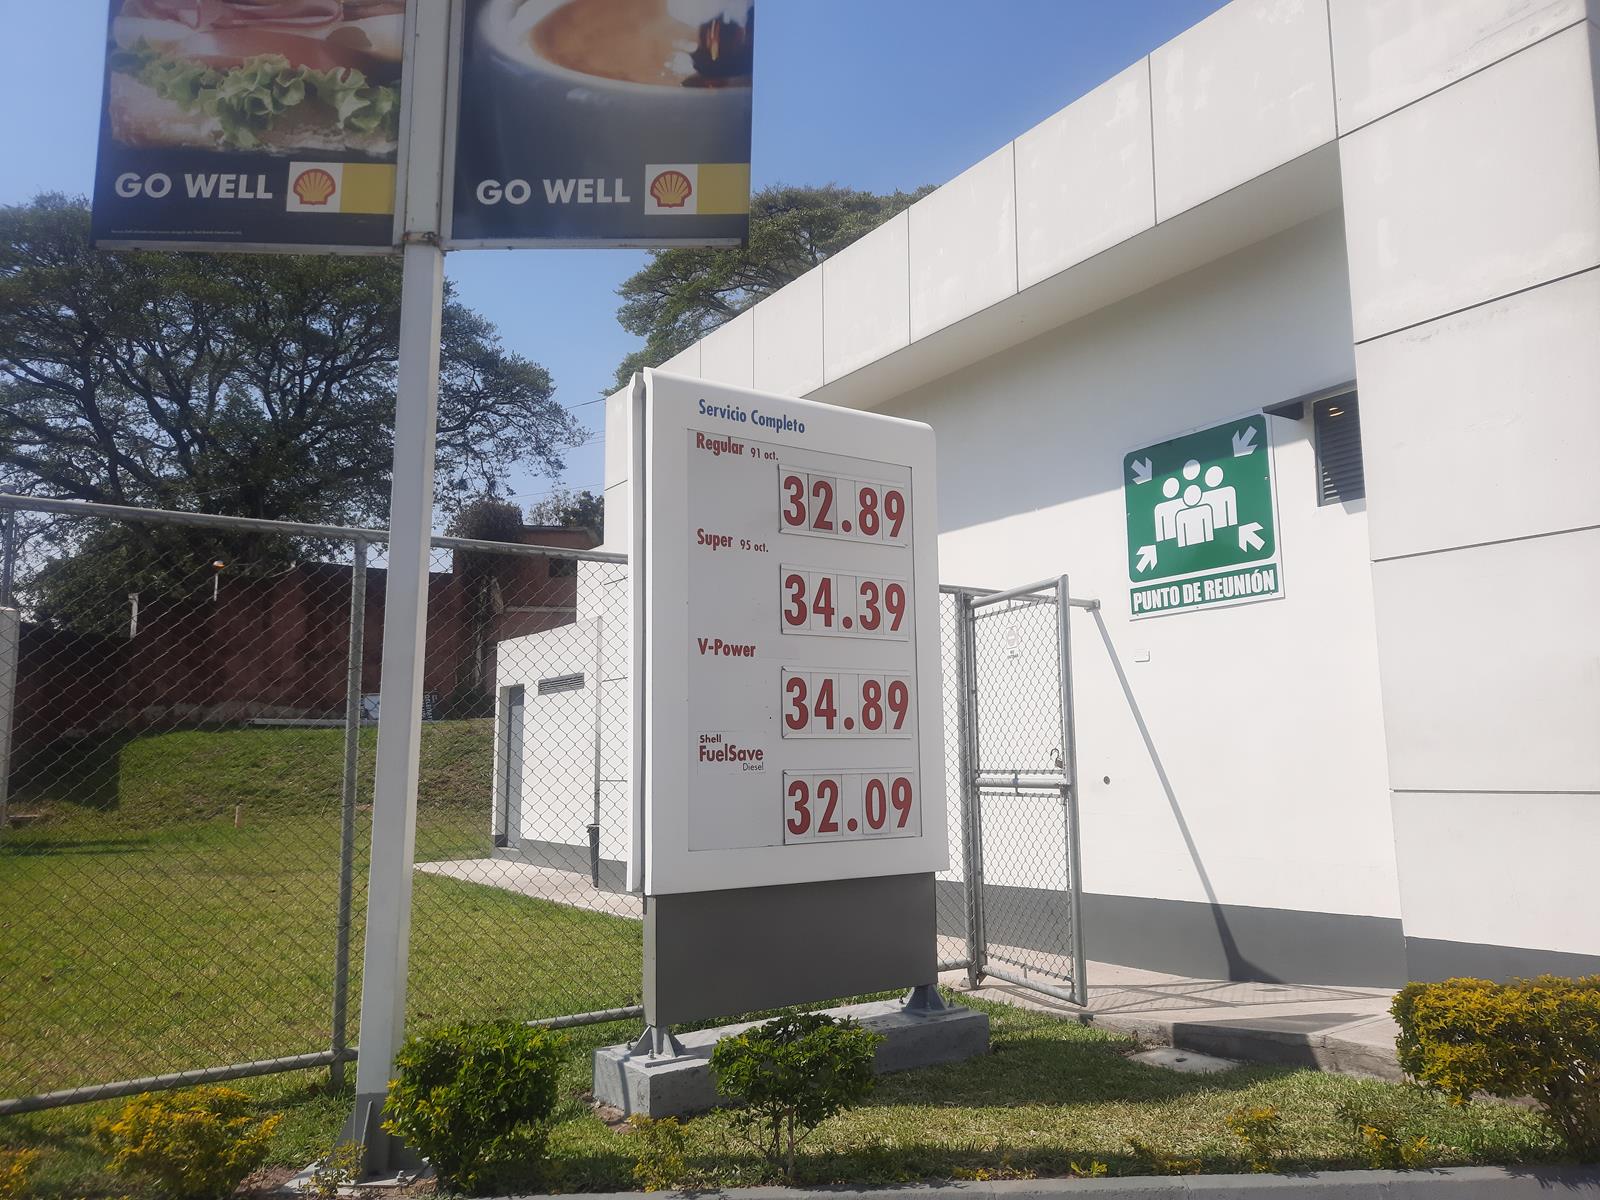 GO WELL
GO WELL
Servicio Completo
Regular 91 oct.
32.89
Super 95 oct.
34.39
V-Power
34.89
Shell
FuelSave
Diesel
32.09
PUNTO DE REUNIÓN